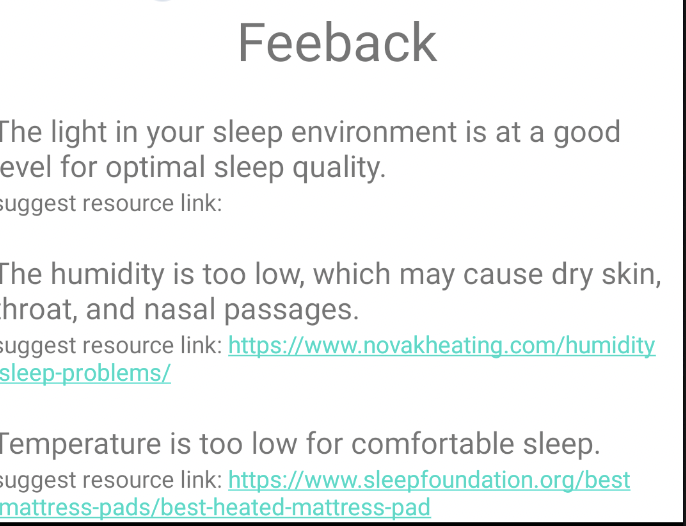 Feeback
The light in your sleep environment is at a good
level for optimal sleep quality.
suggest resource link:
The humidity is too low, which may cause dry skin,
throat, and nasal passages.
suggest resource link: https://www.novakheating.com/humidity
sleep-problems/
Temperature is too low for comfortable sleep.
suggest resource link: https://www.sleepfoundation.org/best
mattress-pads/best-heated-mattress-pad